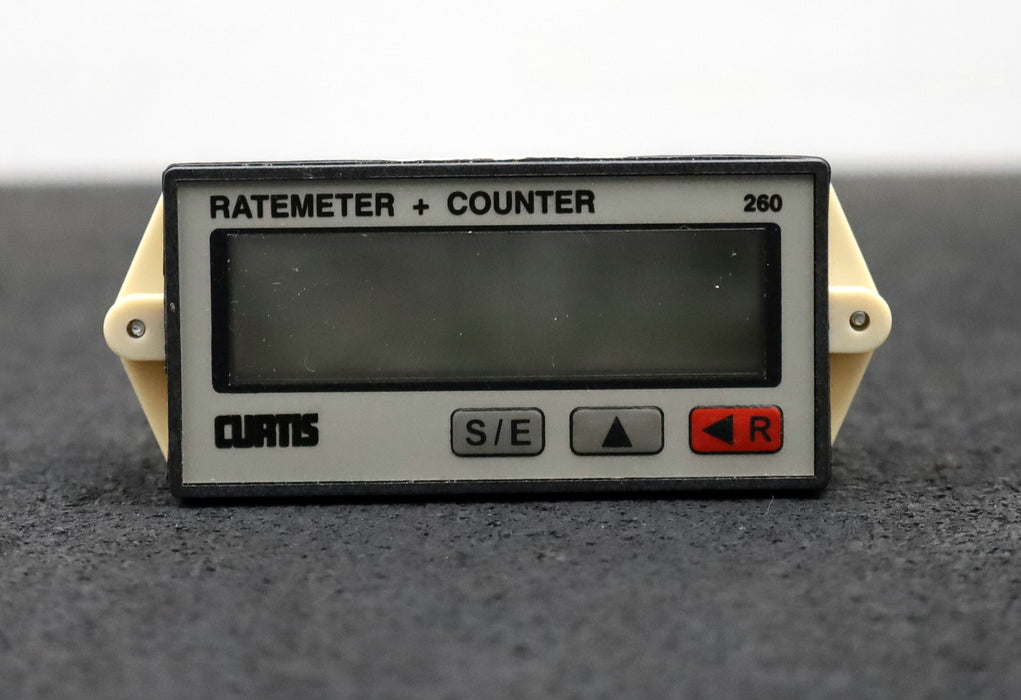 RATEMETER + COUNTER 260
CURTIS S/E ▲ ◀ R